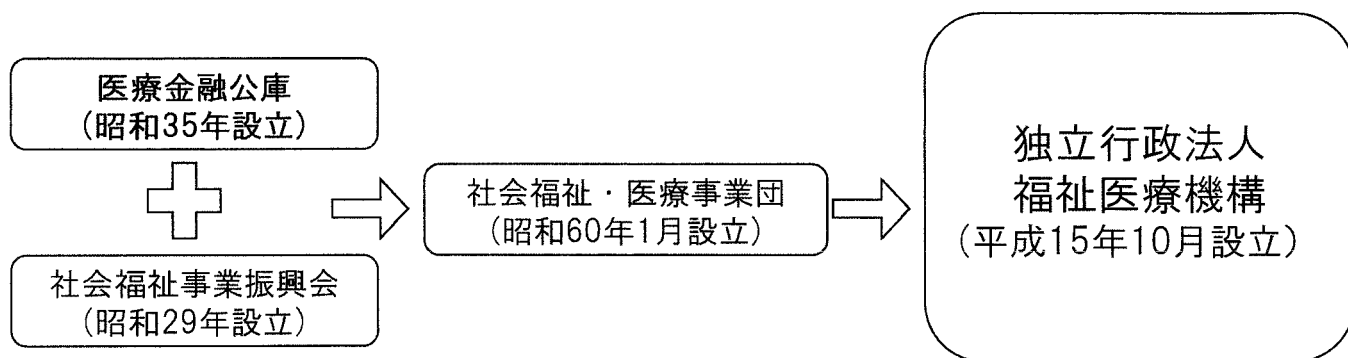 医療金融公庫
(昭和35年設立)
社会福祉事業振興会
(昭和29年設立)
社会福祉・医療事業団
(昭和60年1月設立)
独立行政法人
福祉医療機構
(平成15年10月設立)